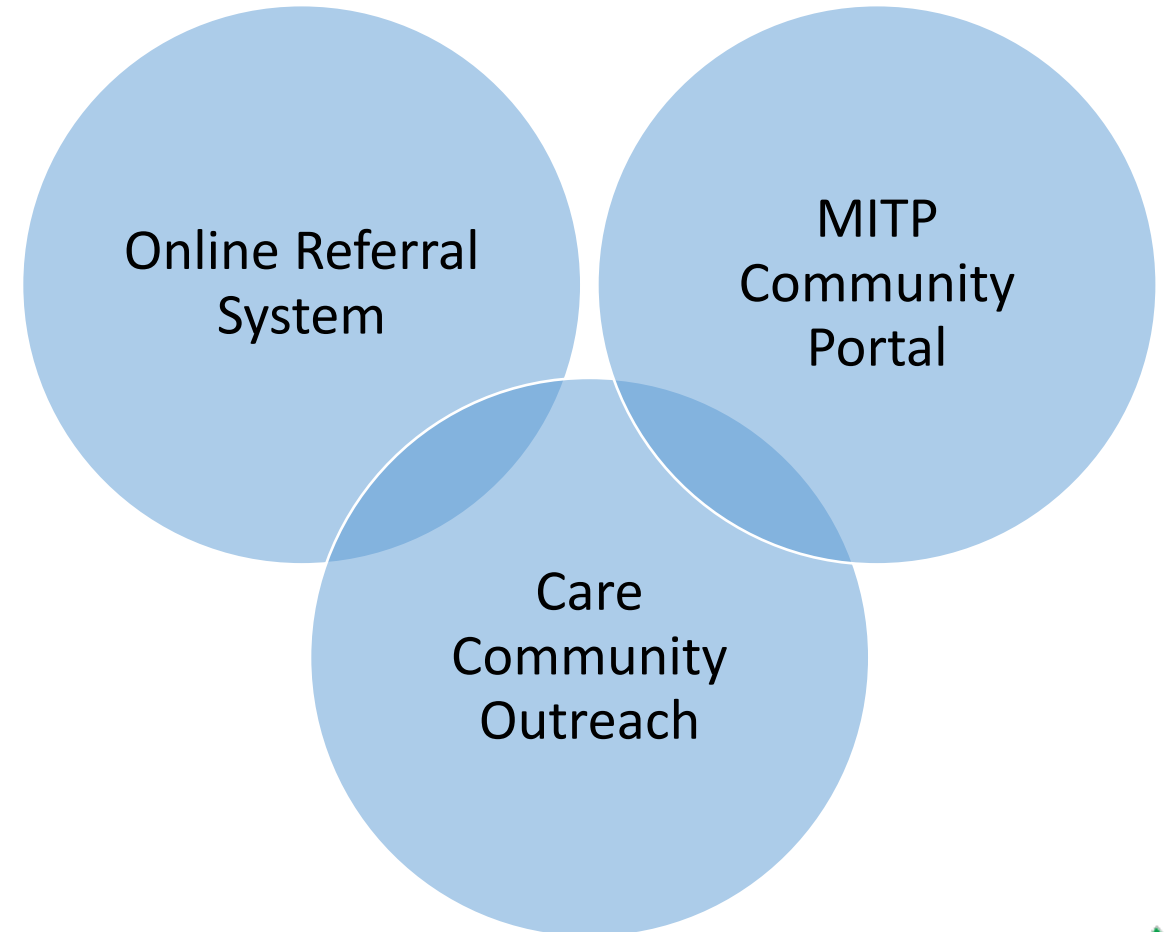 Online Referral
System
MITP
Community
Portal
Care
Community
Outreach